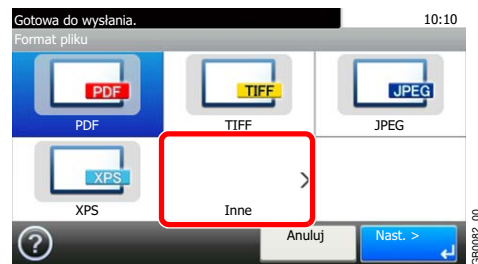 Gotowa do wysłania. 10:10
Format pliku
PDF TIFF JPEG
PDF TIFF JPEG
XPS
XPS Inne >
? Anuluj Nast. >
GB0082_00